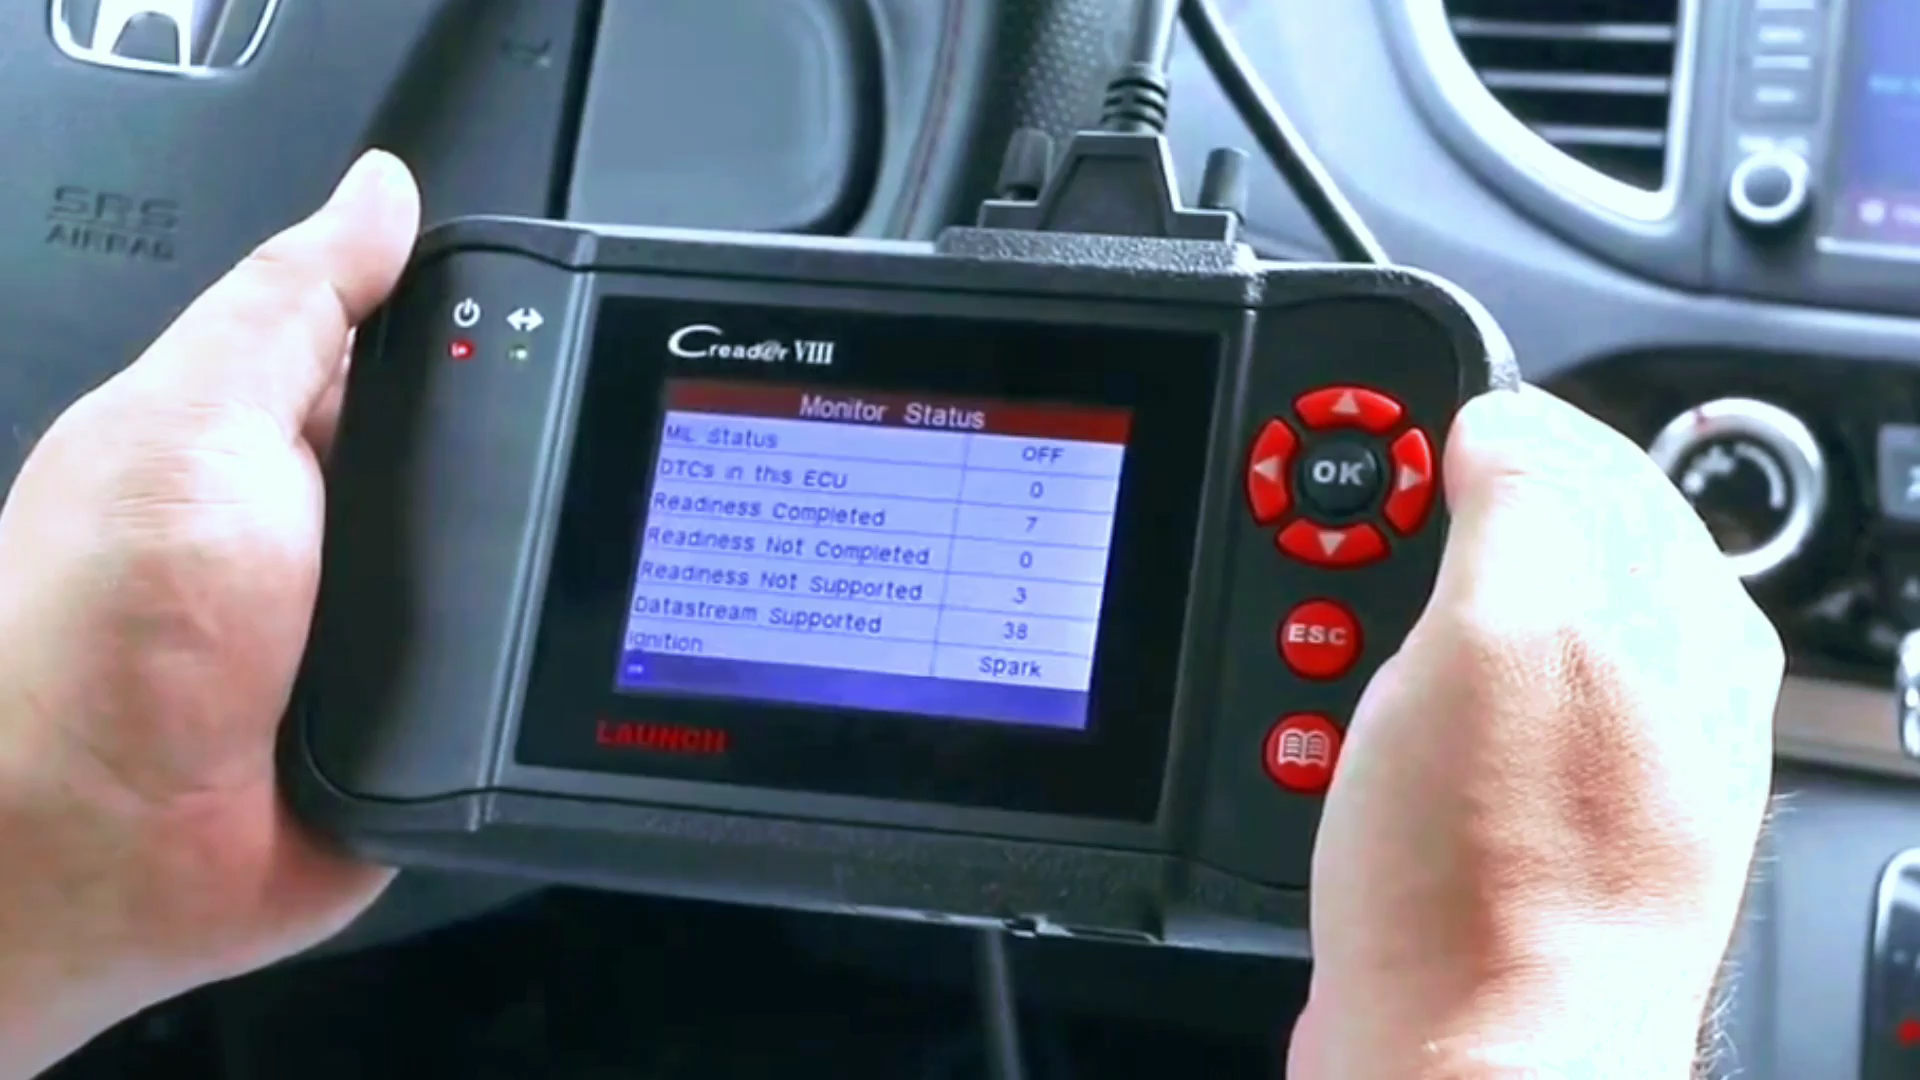 SRS
AIRBAG
Creader VIII
Monitor Status
MIL Status OFF
DTCs in this ECU 0
Readiness Completed 7
Readiness Not Completed 0
Readiness Not Supported 3
Datastream Supported 38
Ignition Spark
LAUNCH
OK
ESC